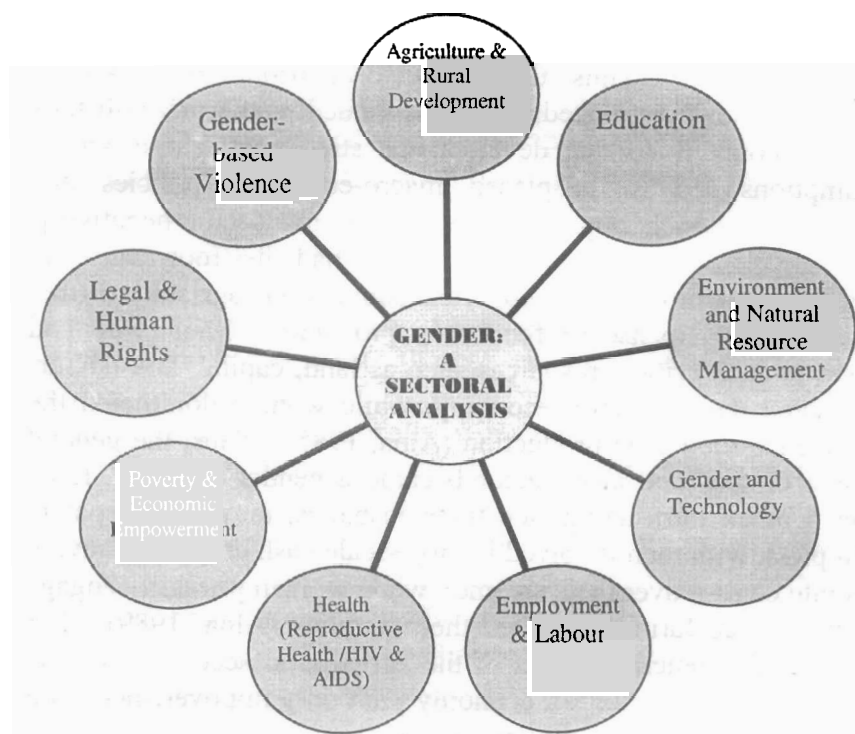 Agriculture &
Rural
Development
Education
Environment
and Natural
Resource
Management
Gender and
Technology
Employment
& Labour
Health
(Reproductive
Health /HIV &
AIDS)
Poverty &
Economic
Empowerment
Legal &
Human
Rights
Gender-
based
Violence
GENDER:
A
SECTORAL
ANALYSIS